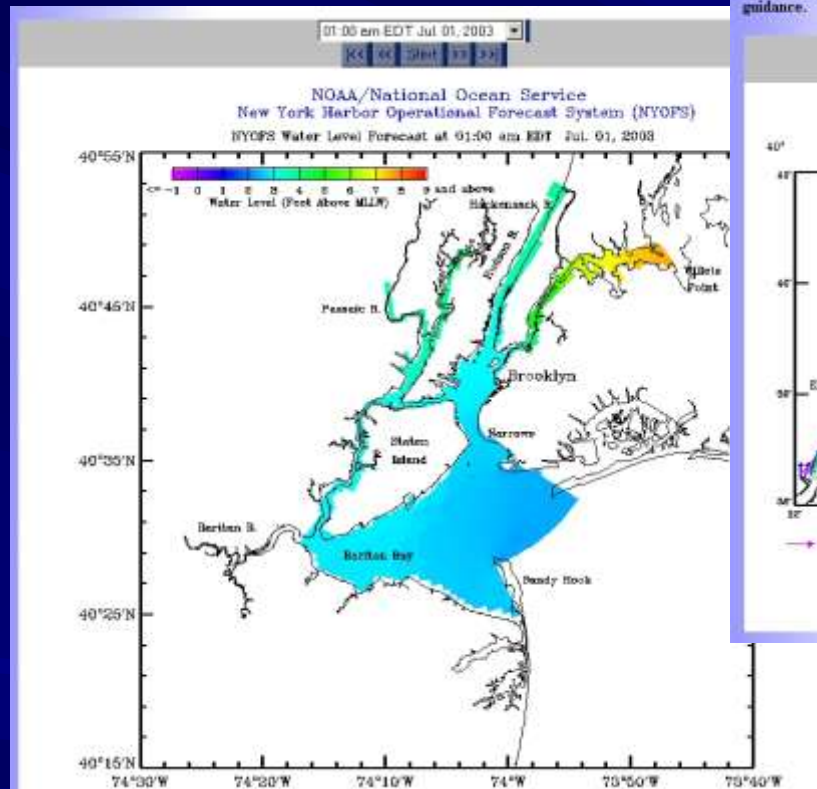 guidance.
01:00 am EDT Jul. 01, 2003
|<< << Start >> >>|
NOAA/National Ocean Service
New York Harbor Operational Forecast System (NYOFS)
NYOFS Water Level Forecast at 01:00 am EDT Jul. 01, 2003
40°55'N
<= -1 0 1 2 3 4 5 6 7 8 9 and above
Water Level (Feet Above MLLW)
Hackensack R.
Hudson R.
Willets
Point
40°45'N
Passaic R.
Brooklyn
Narrows
Staten
Island
40°35'N
Raritan R.
Raritan Bay
Sandy Hook
40°25'N
40°15'N
74°30'W 74°20'W 74°10'W 74°W 73°50'W 73°40'W
40°